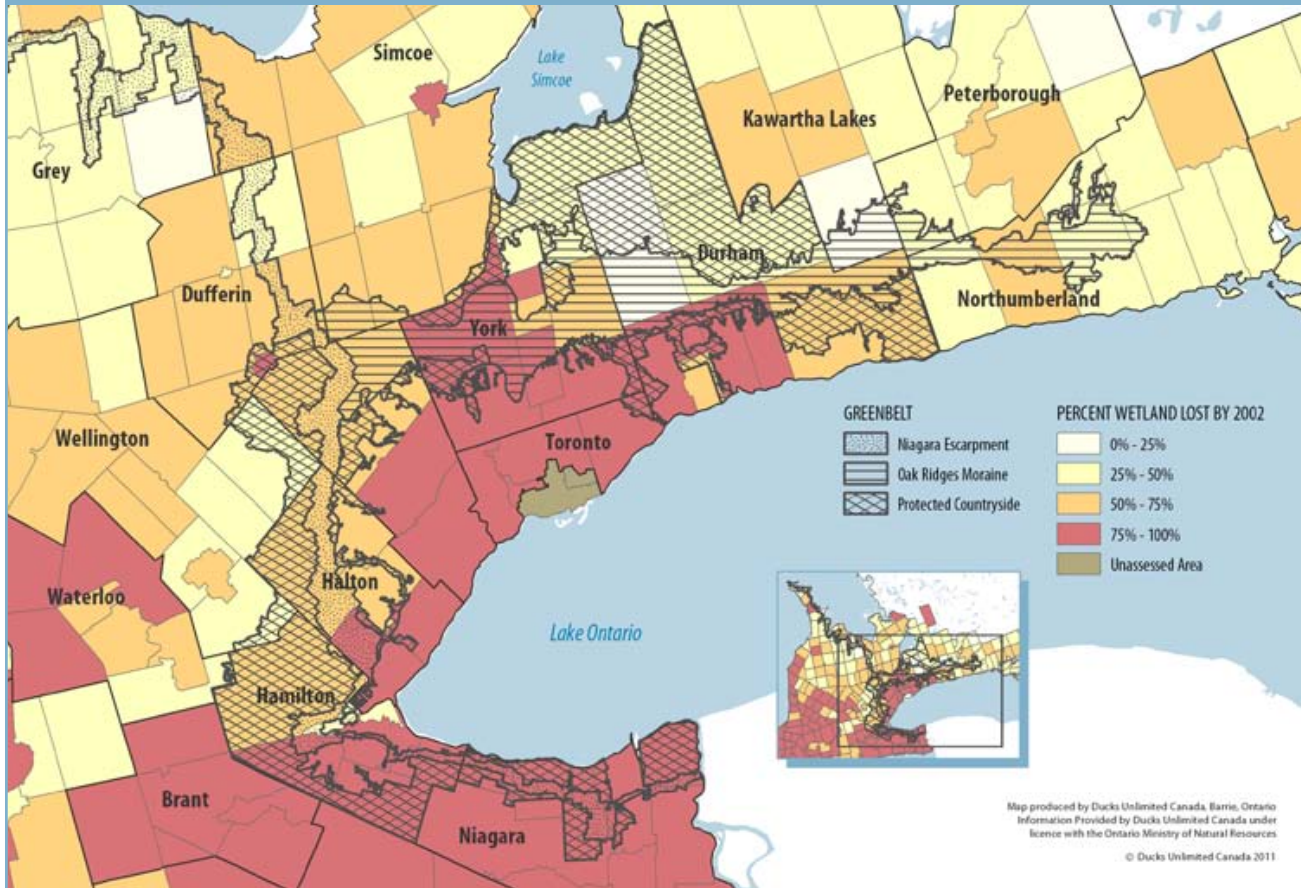 Simcoe
Lake
Simcoe
Kawartha Lakes
Peterborough
Grey
Durham
Dufferin
Northumberland
York
Wellington
Toronto
Halton
Waterloo
Lake Ontario
Hamilton
Brant
Niagara
GREENBELT
Niagara Escarpment
Oak Ridges Moraine
Protected Countryside
PERCENT WETLAND LOST BY 2002
0% - 25%
25% - 50%
50% - 75%
75% - 100%
Unassessed Area
Map produced by Ducks Unlimited Canada, Barrie, Ontario
Information Provided by Ducks Unlimited Canada under
licence with the Ontario Ministry of Natural Resources
© Ducks Unlimited Canada 2011